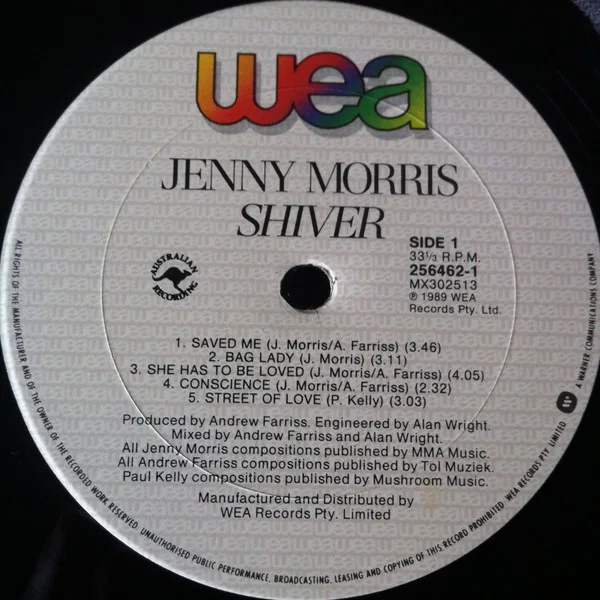 wea
JENNY MORRIS
SHIVER
AUSTRALIAN
RECORDING
SIDE 1
33⅓ R.P.M.
256462-1
MX302513
℗ 1989 WEA
Records Pty. Ltd.
1. SAVED ME (J. Morris/A. Farriss) (3.46)
2. BAG LADY (J. Morris) (3.11)
3. SHE HAS TO BE LOVED (J. Morris/A. Farriss) (4.05)
4. CONSCIENCE (J. Morris/A. Farriss) (2.32)
5. STREET OF LOVE (P. Kelly) (3.03)
Produced by Andrew Farriss. Engineered by Alan Wright.
Mixed by Andrew Farriss and Alan Wright.
All Jenny Morris compositions published by MMA Music.
All Andrew Farriss compositions published by Tol Muziek.
Paul Kelly compositions published by Mushroom Music.
Manufactured and Distributed by
WEA Records Pty. Limited
ALL RIGHTS OF THE MANUFACTURER AND OF THE OWNER OF THE RECORDED WORK RESERVED. UNAUTHORISED PUBLIC PERFORMANCE, BROADCASTING, LEASING AND COPYING OF THIS RECORD PROHIBITED. WEA RECORDS PTY LIMITED
A WARNER COMMUNICATIONS COMPANY